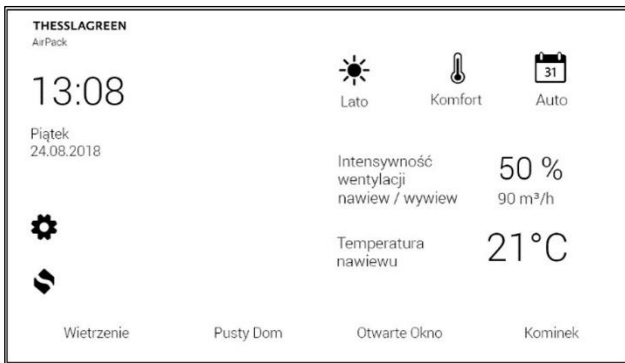 THESSLAGREEN
AirPack
13:08
Piątek
24.08.2018
31
Lato
Komfort
Auto
Intensywność
wentylacji
nawiew / wywiew
50 %
90 m³/h
Temperatura
nawiewu
21°C
Wietrzenie
Pusty Dom
Otwarte Okno
Kominek